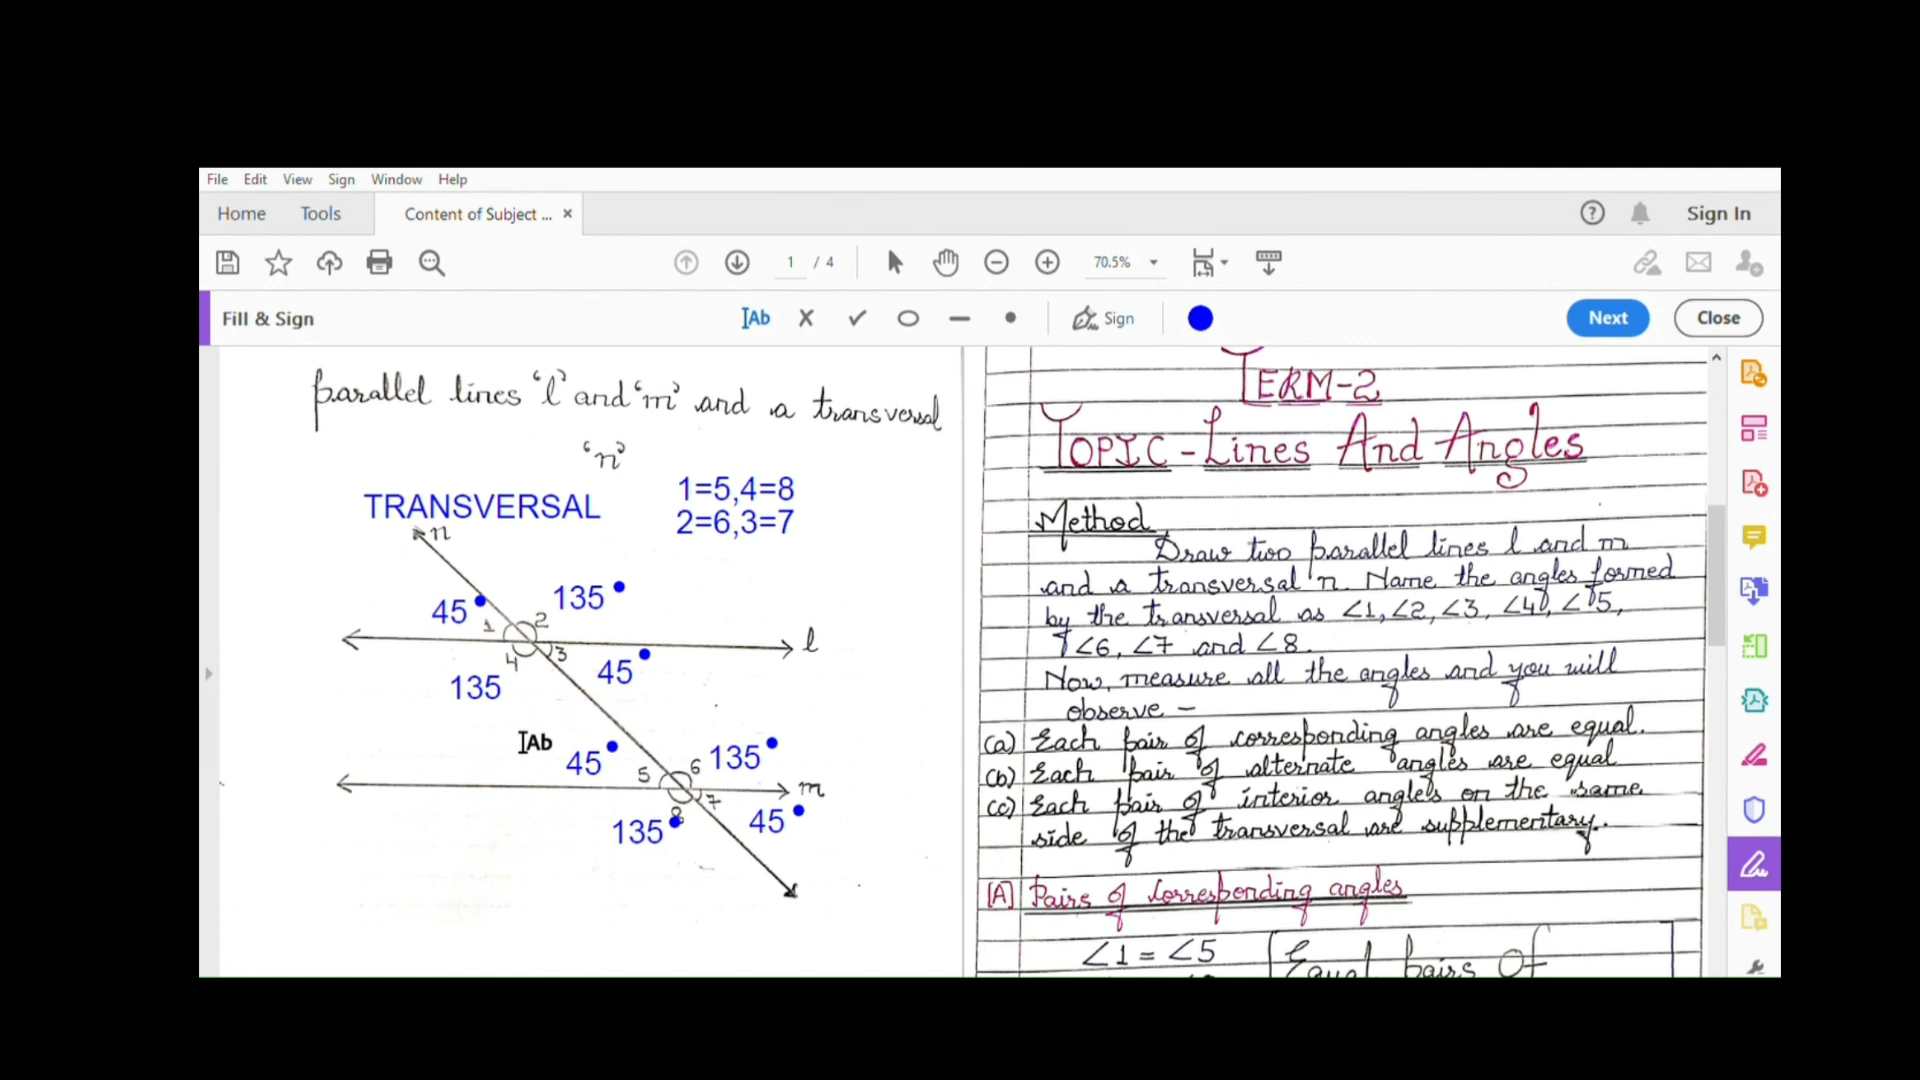 File Edit View Sign Window Help
Home Tools Content of Subject ... × Sign In
1 / 4 70.5%
Fill & Sign IAb Sign Next Close
parallel lines ‘l’ and ‘m’ and a transversal
‘n’
TRANSVERSAL
1=5,4=8
2=6,3=7
n
45 135
1 2
l
4 3
135 45
IAb
45 135
5 6
m
8 7
135 45
TERM-2
TOPIC-Lines And Angles
Method
Draw two parallel lines l and m
and a transversal n. Name the angles formed
by the transversal as ∠1, ∠2, ∠3, ∠4, ∠5,
∠6, ∠7 and ∠8.
Now, measure all the angles and you will
observe –
(a) Each pair of corresponding angles are equal.
(b) Each pair of alternate angles are equal
(c) Each pair of interior angles on the same
side of the transversal are supplementary.
[A] Pairs of corresponding angles
∠1 = ∠5 Equal pairs Of